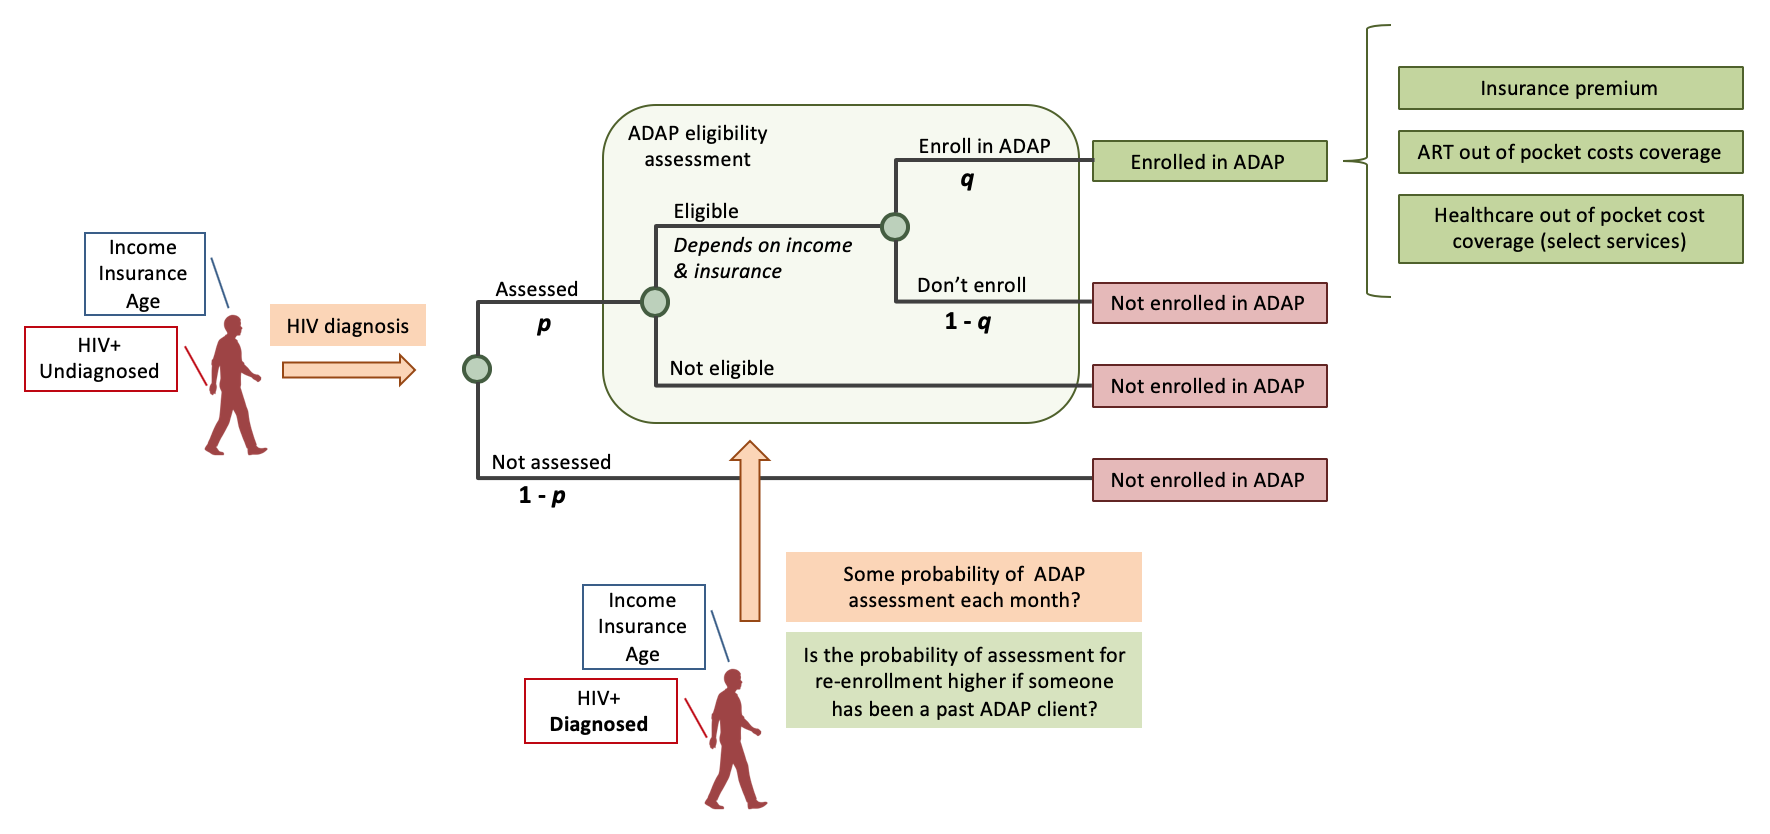 Income
Insurance
Age
HIV+
Undiagnosed
HIV diagnosis
Assessed
p
Not assessed
1 - p
ADAP eligibility
assessment
Eligible
Depends on income
& insurance
Not eligible
Enroll in ADAP
q
Don’t enroll
1 - q
Enrolled in ADAP
Not enrolled in ADAP
Not enrolled in ADAP
Not enrolled in ADAP
Insurance premium
ART out of pocket costs coverage
Healthcare out of pocket cost
coverage (select services)
Income
Insurance
Age
HIV+
Diagnosed
Some probability of ADAP
assessment each month?
Is the probability of assessment for
re-enrollment higher if someone
has been a past ADAP client?